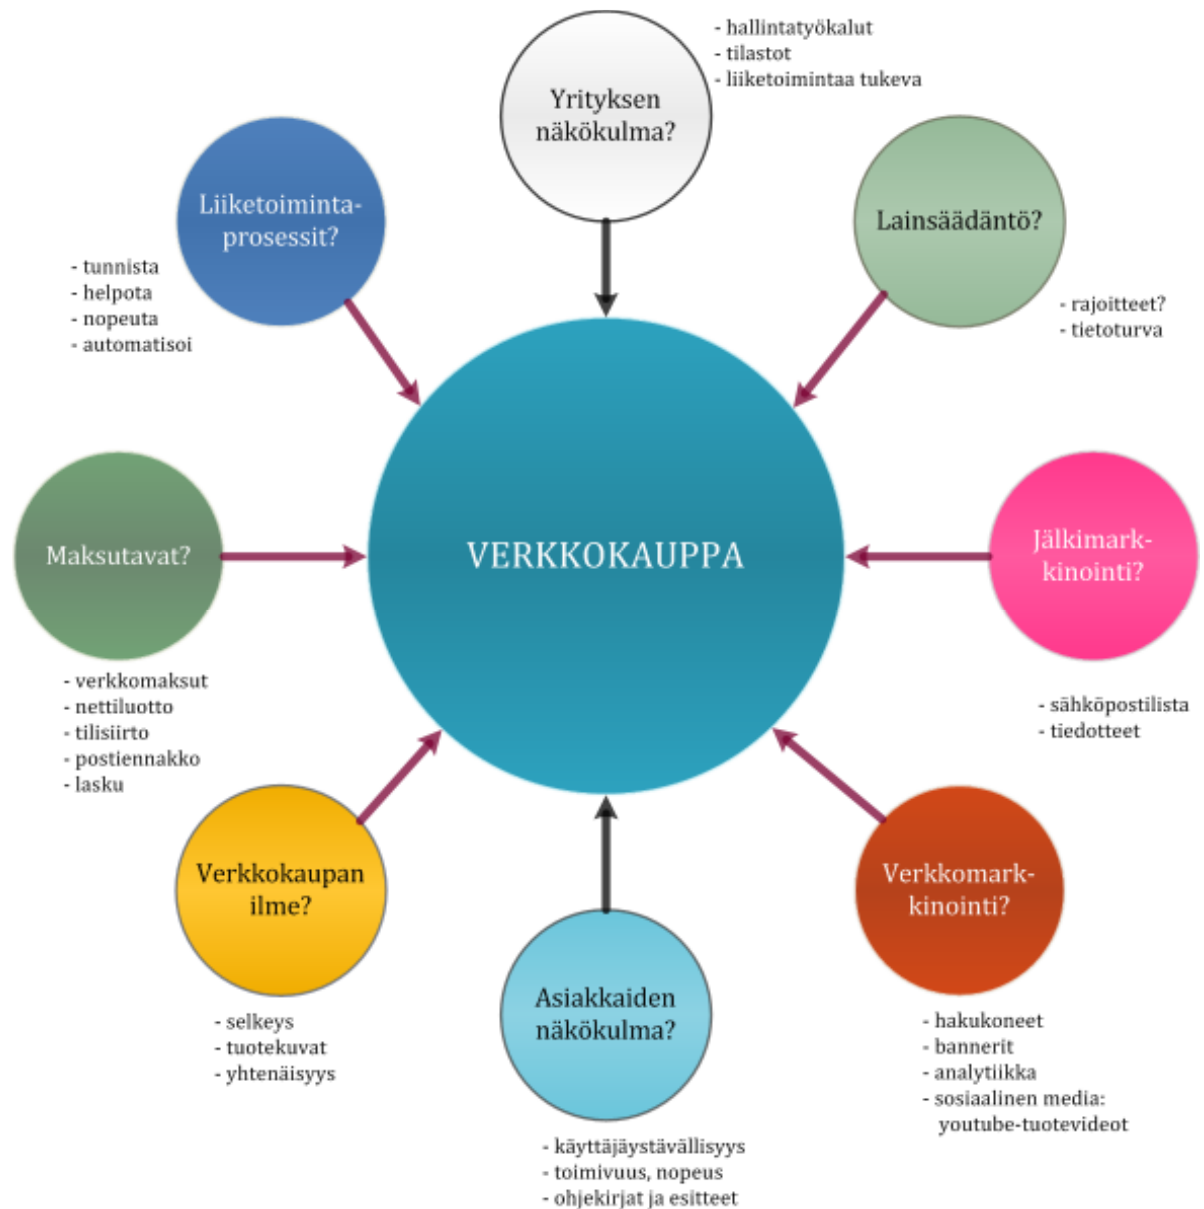 Yrityksen
näkökulma?
- hallintatyökalut
- tilastot
- liiketoimintaa tukeva
Liiketoiminta-
prosessit?
- tunnista
- helpota
- nopeuta
- automatisoi
Lainsäädäntö?
- rajoitteet?
- tietoturva
Maksutavat?
- verkkomaksut
- nettiluotto
- tilisiirto
- postiennakko
- lasku
VERKKOKAUPPA
Jälkimark-
kinointi?
- sähköpostilista
- tiedotteet
Verkkokaupan
ilme?
- selkeys
- tuotekuvat
- yhtenäisyys
Asiakkaiden
näkökulma?
- käyttäjäystävällisyys
- toimivuus, nopeus
- ohjekirjat ja esitteet
Verkkomark-
kinointi?
- hakukoneet
- bannerit
- analytiikka
- sosiaalinen media:
youtube-tuotevideot